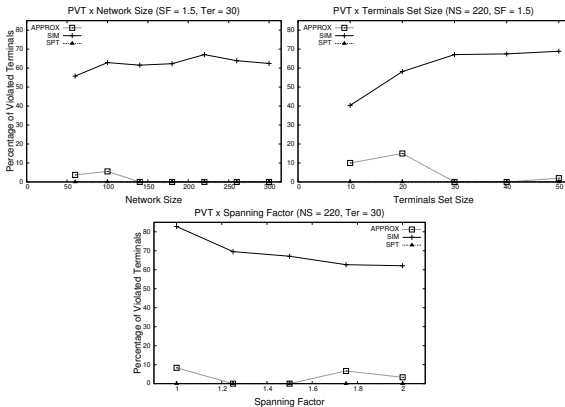 PVT x Network Size (SF = 1.5, Ter = 30)
APPROX
SIM
SPT
80
70
60
50
40
30
20
10
0
0 50 100 150 200 250 300
Percentage of Violated Terminals
Network Size
PVT x Terminals Set Size (NS = 220, SF = 1.5)
APPROX
SIM
SPT
80
70
60
50
40
30
20
10
0
0 10 20 30 40 50
Terminals Set Size
PVT x Spanning Factor (NS = 220, Ter = 30)
APPROX
SIM
SPT
80
70
60
50
40
30
20
10
0
1 1.2 1.4 1.6 1.8 2
Percentage of Violated Terminals
Spanning Factor